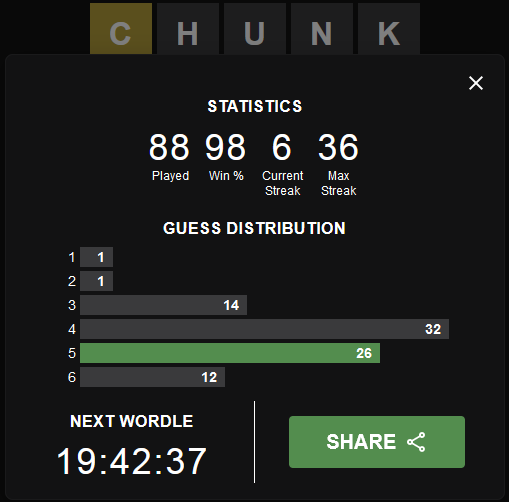 CHUNK
STATISTICS
88 98 6 36
Played Win % Current Streak Max Streak
GUESS DISTRIBUTION
1 1
2 1
3 14
4 32
5 26
6 12
NEXT WORDLE
19:42:37
SHARE